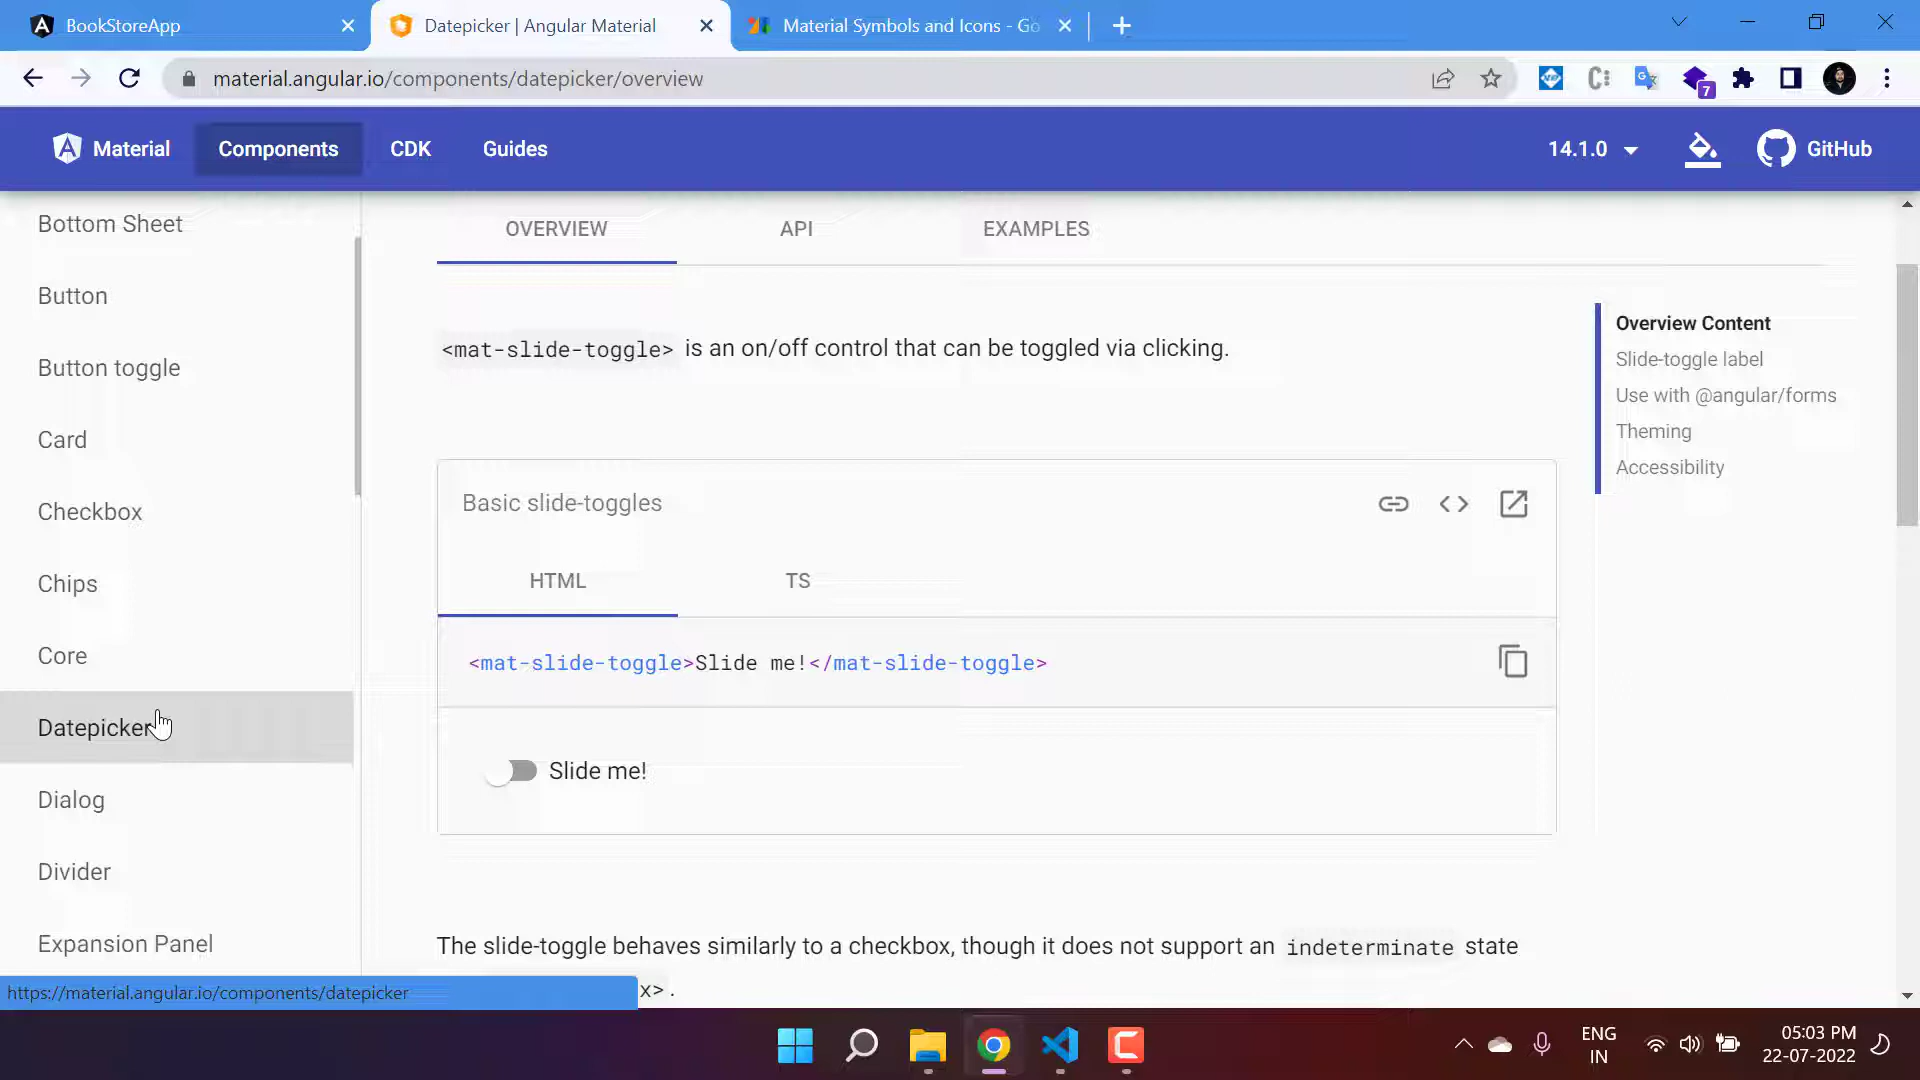 BookStoreApp
Datepicker | Angular Material
Material Symbols and Icons - Go
material.angular.io/components/datepicker/overview
7
Material
Components
CDK
Guides
14.1.0
GitHub
Bottom Sheet
Button
Button toggle
Card
Checkbox
Chips
Core
Datepicker
Dialog
Divider
Expansion Panel
OVERVIEW
API
EXAMPLES
<mat-slide-toggle> is an on/off control that can be toggled via clicking.
Basic slide-toggles
HTML
TS
<mat-slide-toggle>Slide me!</mat-slide-toggle>
Slide me!
The slide-toggle behaves similarly to a checkbox, though it does not support an indeterminate state
x>.
Overview Content
Slide-toggle label
Use with @angular/forms
Theming
Accessibility
https://material.angular.io/components/datepicker
ENG
IN
05:03 PM
22-07-2022